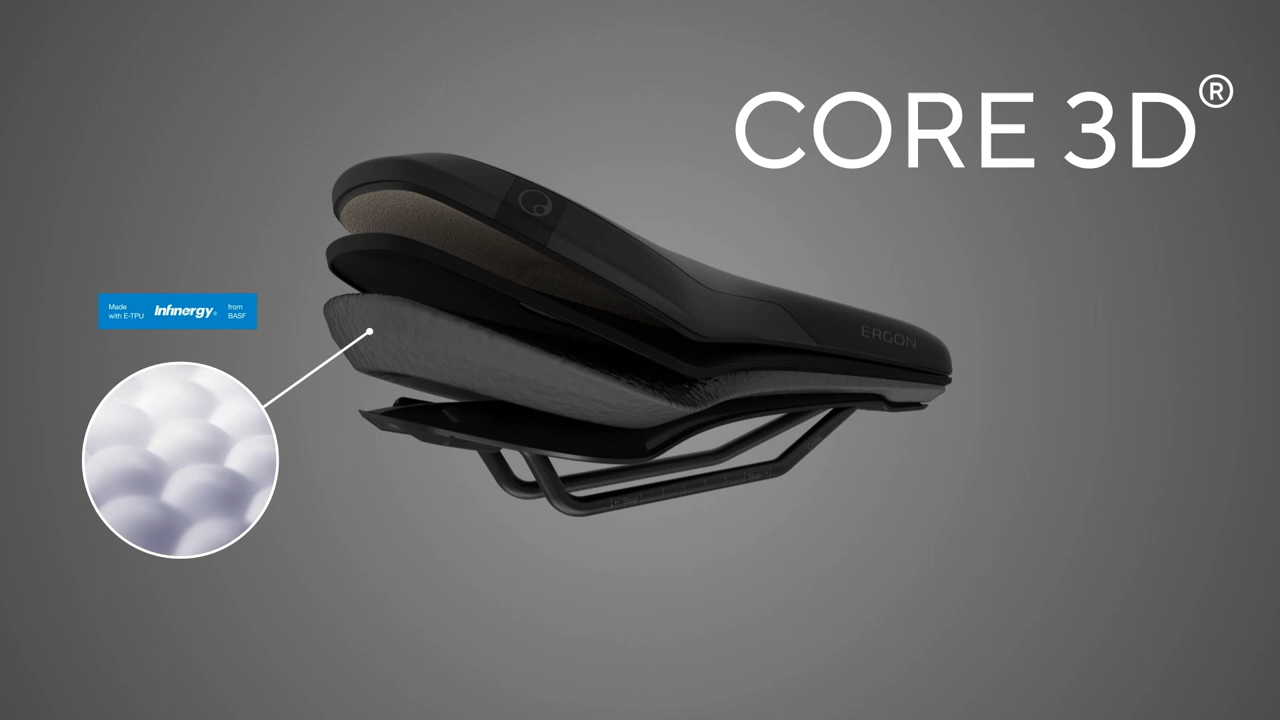 CORE 3D®
Made
with E-TPU
Infinergy®
from
BASF
ERGON